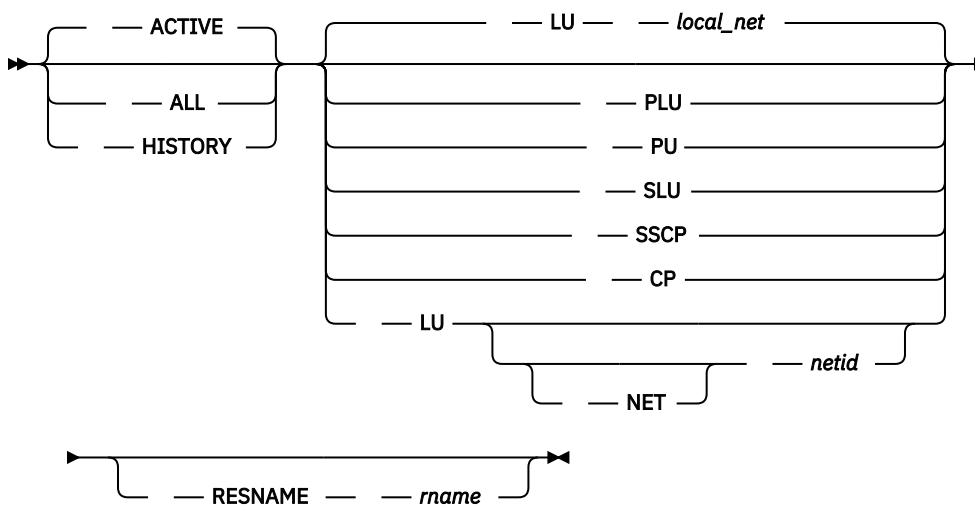 ACTIVE
LU local_net
ALL
PLU
HISTORY
PU
SLU
SSCP
CP
LU
netid
NET
RESNAME rname